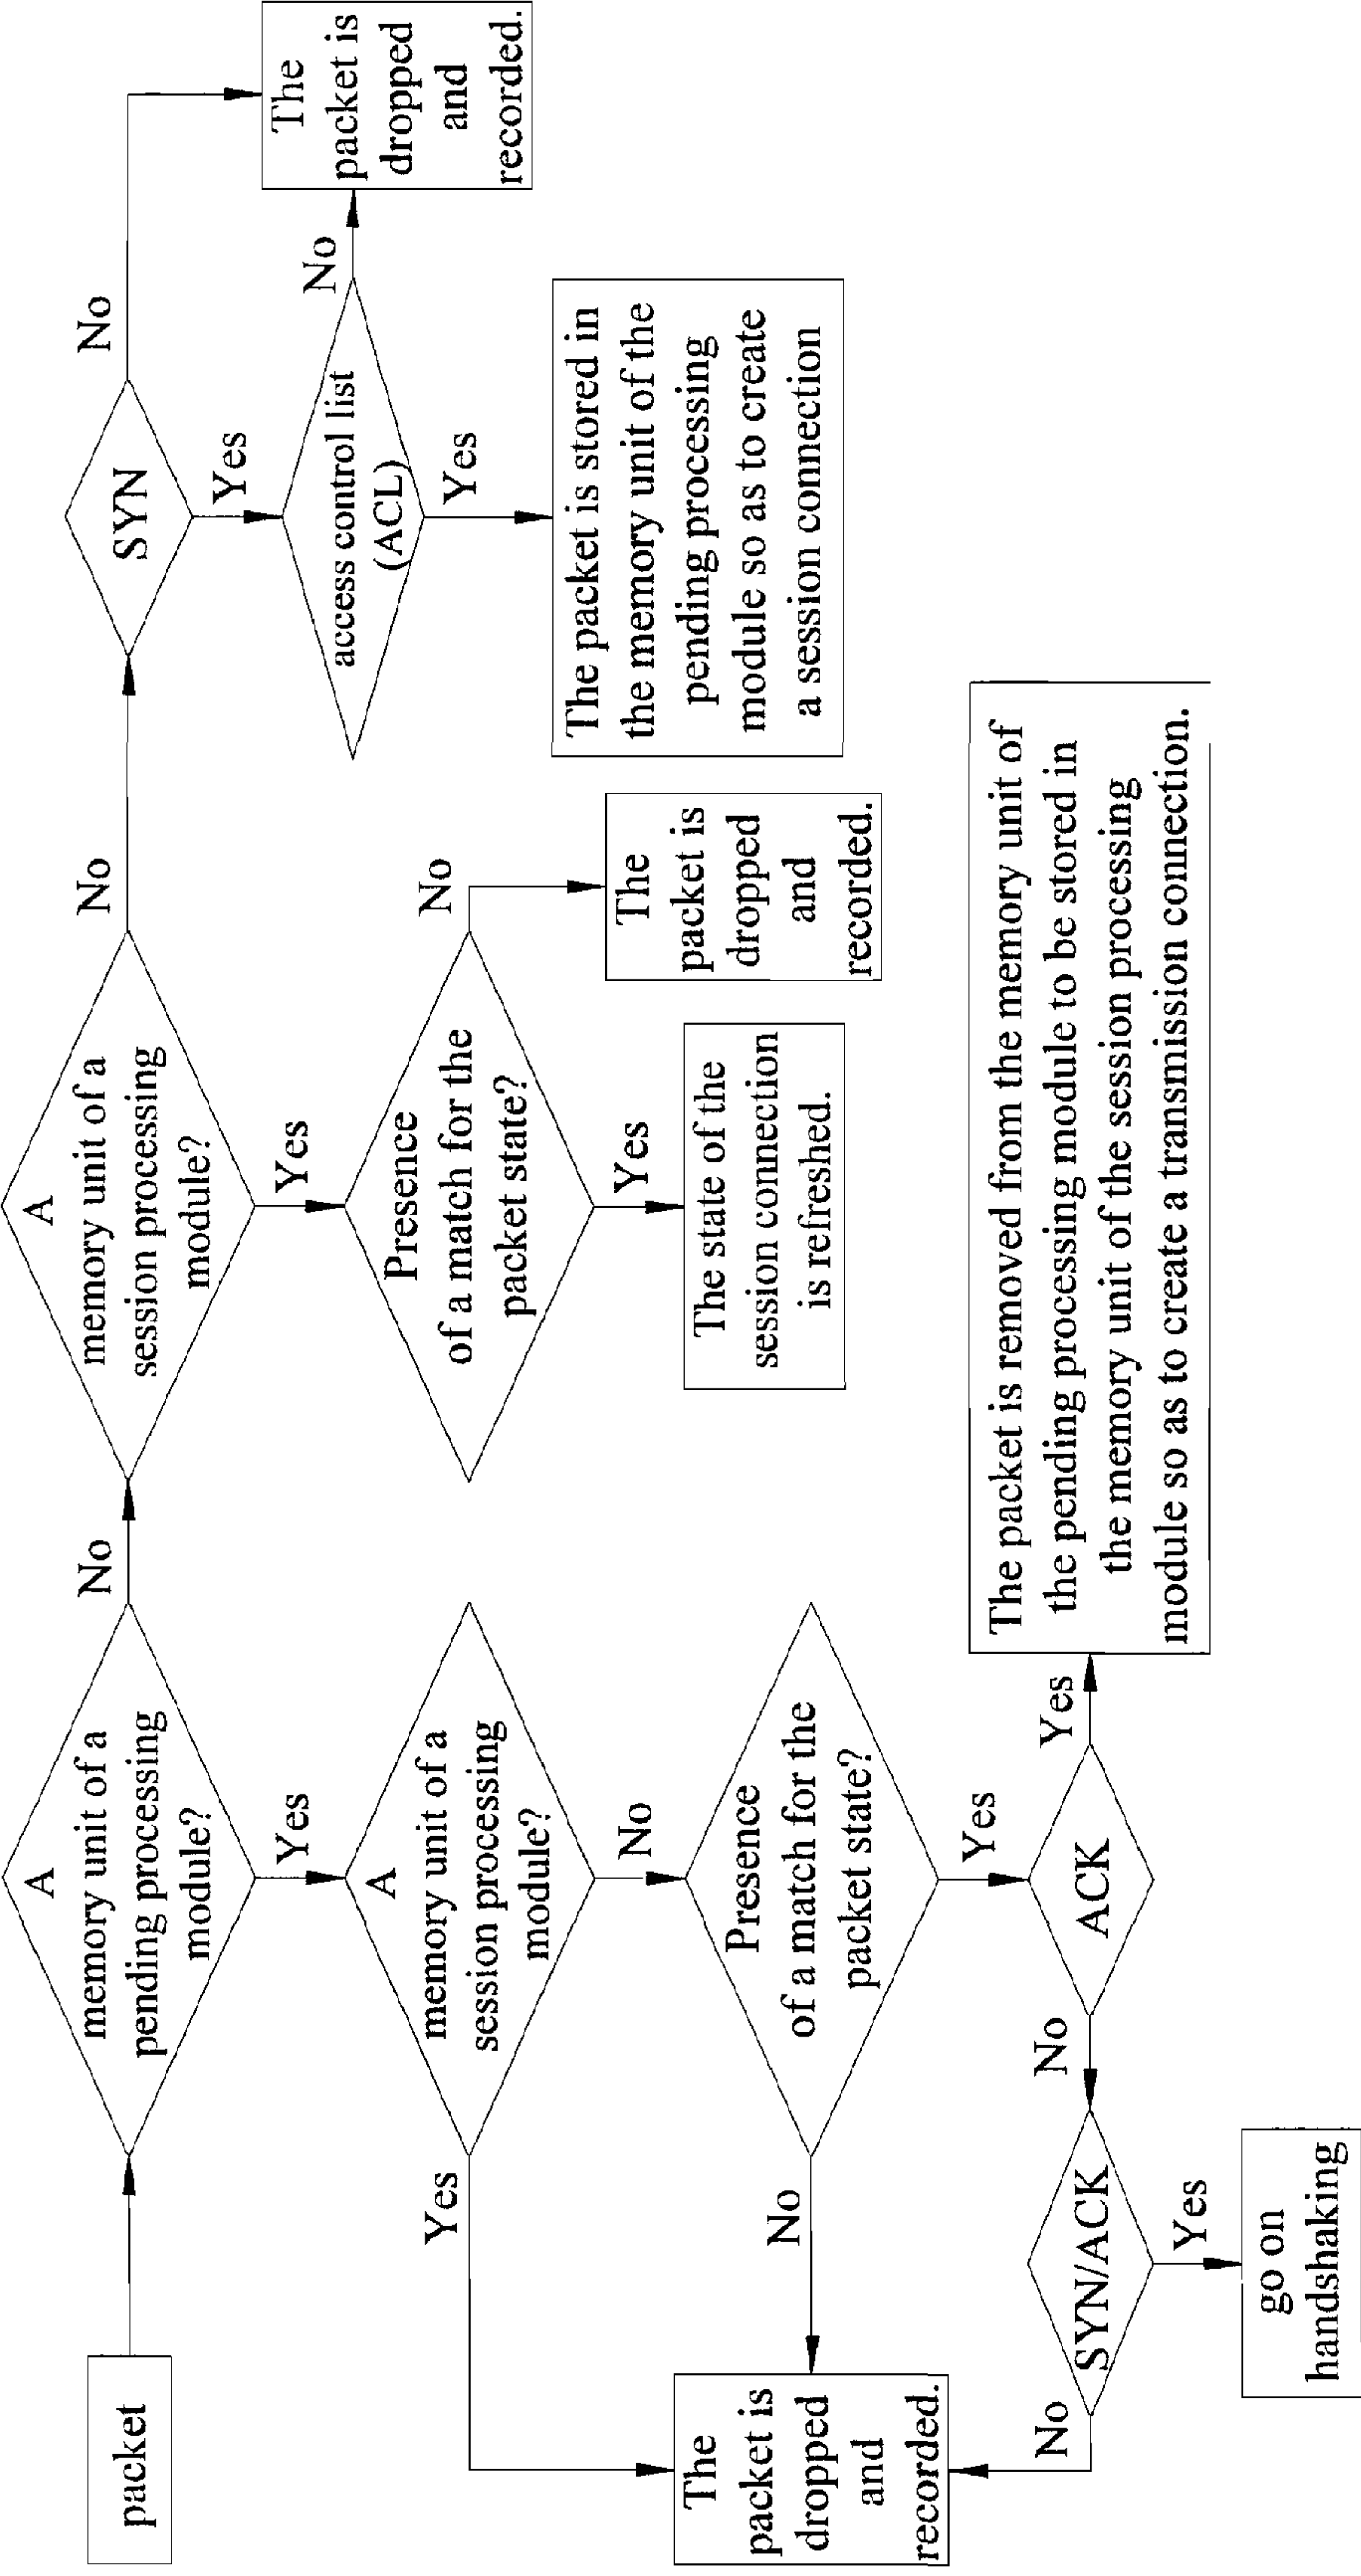 packet
A
memory unit of a
pending processing
module?
No
A
memory unit of a
session processing
module?
No
SYN
No
The
packet is
dropped
and
recorded.
Yes
access control list
(ACL)
No
Yes
The packet is stored in
the memory unit of the
pending processing
module so as to create
a session connection
Yes
Presence
of a match for the
packet state?
No
The
packet is
dropped
and
recorded.
Yes
The state of the
session connection
is refreshed.
Yes
A
memory unit of a
session processing
module?
Yes
No
Presence
of a match for the
packet state?
No
The
packet is
dropped
and
recorded.
Yes
ACK
Yes
The packet is removed from the memory unit of
the pending processing module to be stored in
the memory unit of the session processing
module so as to create a transmission connection.
No
SYN/ACK
No
Yes
go on
handshaking